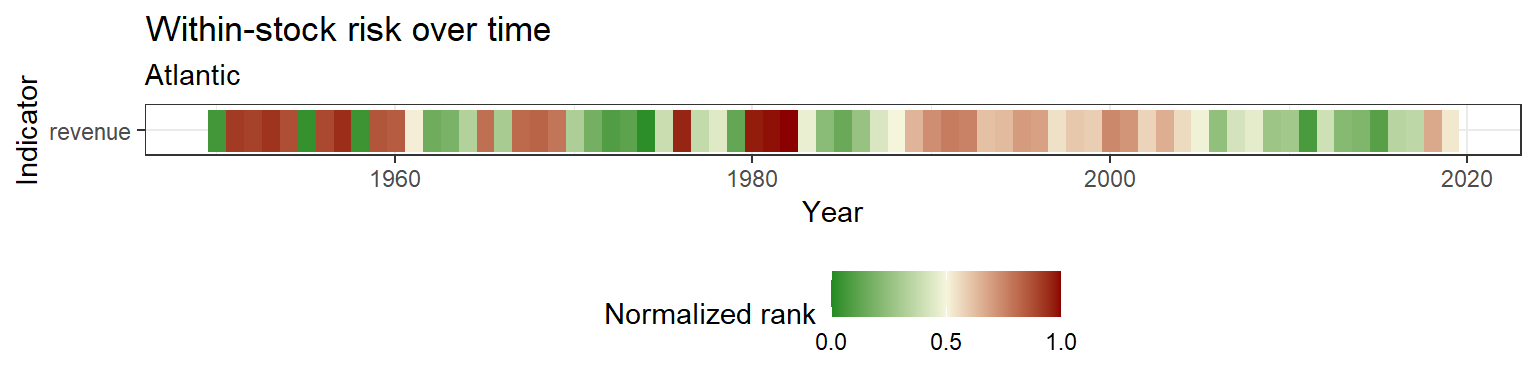 Within-stock risk over time
Atlantic
Indicator
revenue
1960 1980 2000 2020
Year
Normalized rank
0.0 0.5 1.0